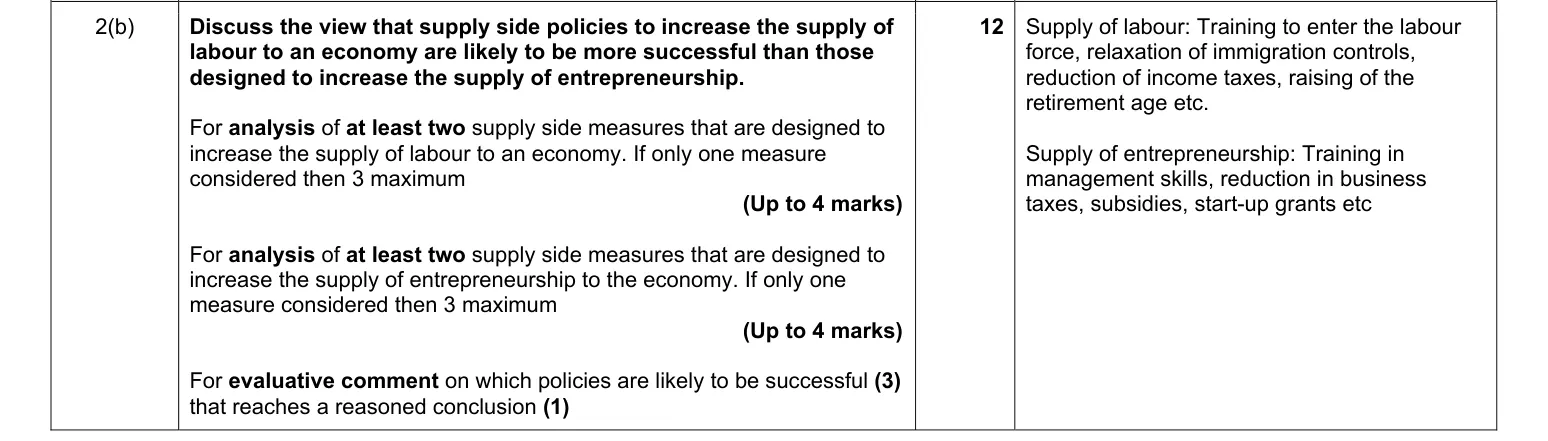 2(b)
Discuss the view that supply side policies to increase the supply of
labour to an economy are likely to be more successful than those
designed to increase the supply of entrepreneurship.
For analysis of at least two supply side measures that are designed to
increase the supply of labour to an economy. If only one measure
considered then 3 maximum
(Up to 4 marks)
For analysis of at least two supply side measures that are designed to
increase the supply of entrepreneurship to the economy. If only one
measure considered then 3 maximum
(Up to 4 marks)
For evaluative comment on which policies are likely to be successful (3)
that reaches a reasoned conclusion (1)
12
Supply of labour: Training to enter the labour
force, relaxation of immigration controls,
reduction of income taxes, raising of the
retirement age etc.
Supply of entrepreneurship: Training in
management skills, reduction in business
taxes, subsidies, start-up grants etc